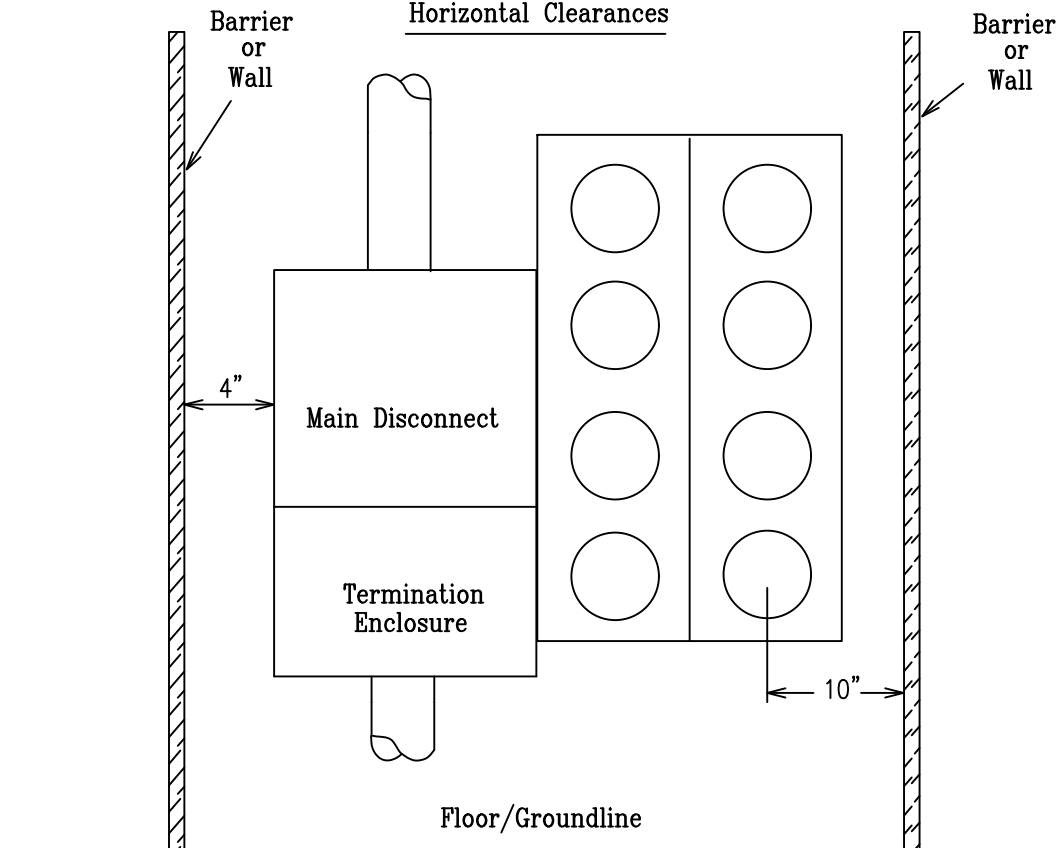 Horizontal Clearances
Barrier
or
Wall
Barrier
or
Wall
4”
Main Disconnect
Termination
Enclosure
10”
Floor/Groundline